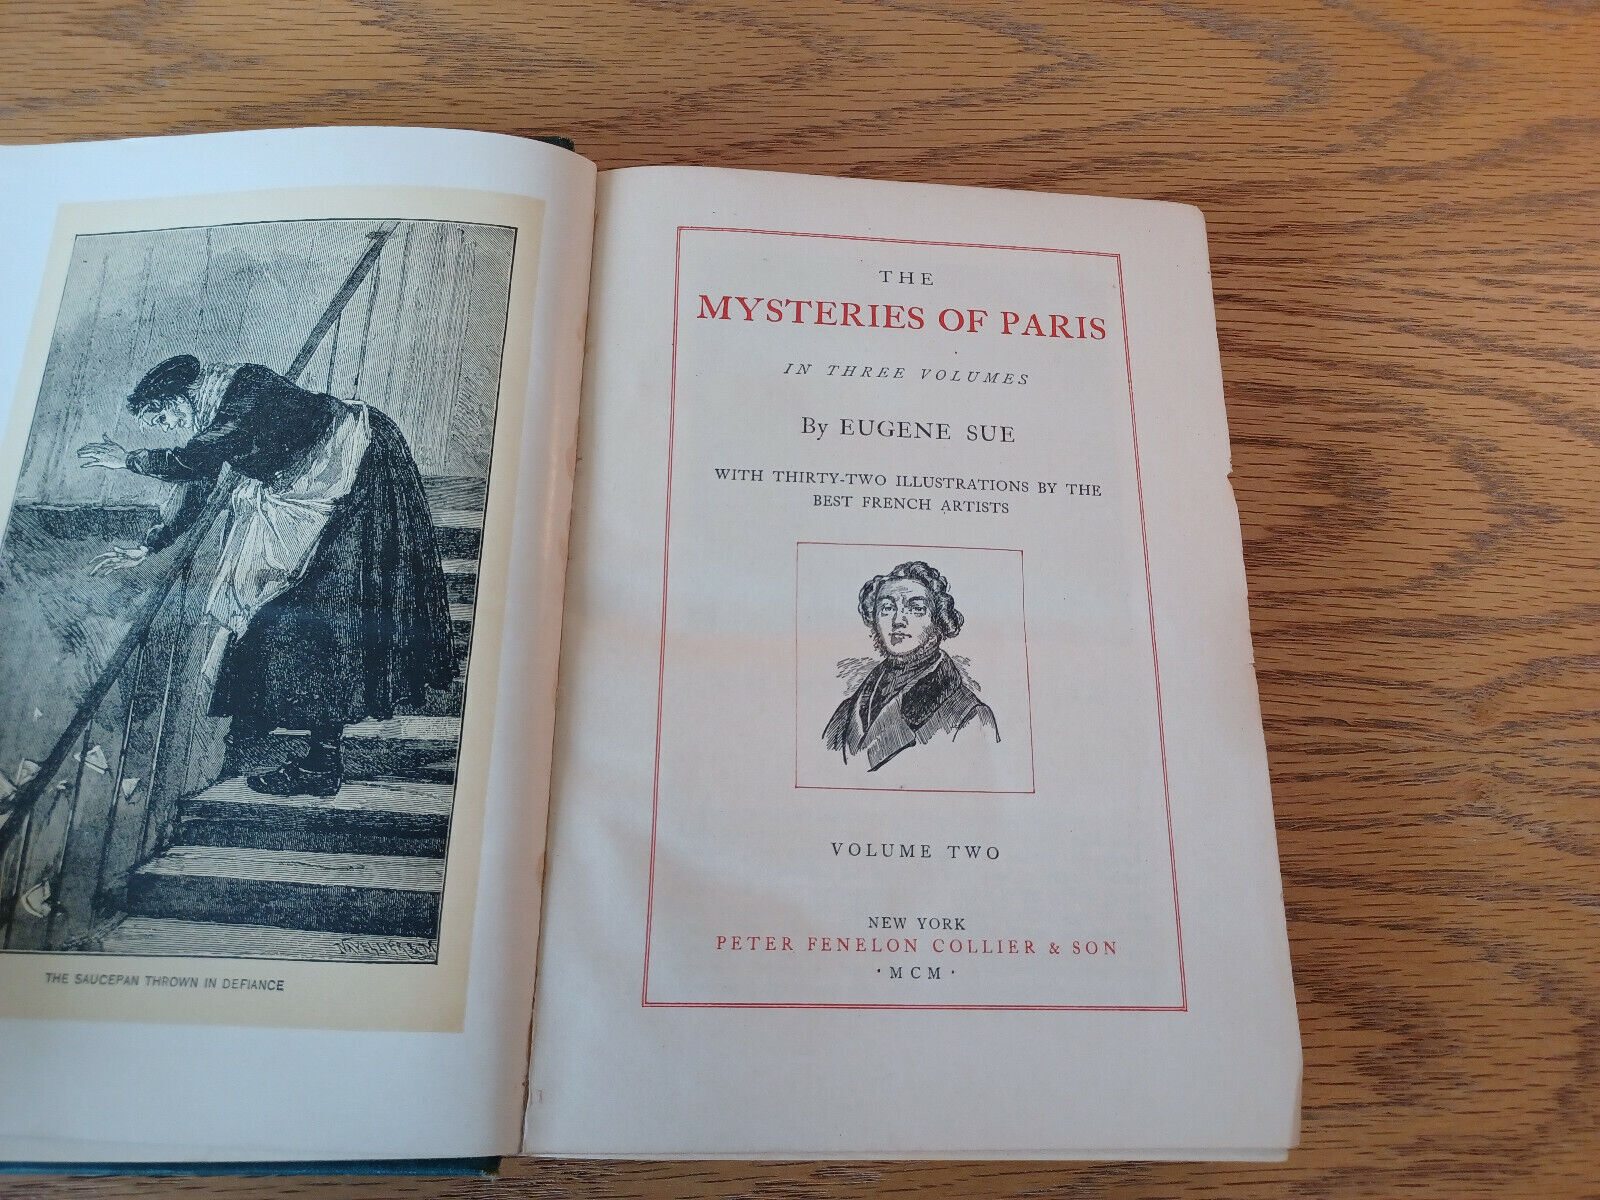 THE SAUCEPAN THROWN IN DEFIANCE
THE
MYSTERIES OF PARIS
IN THREE VOLUMES
By EUGENE SUE
WITH THIRTY-TWO ILLUSTRATIONS BY THE
BEST FRENCH ARTISTS
VOLUME TWO
NEW YORK
PETER FENELON COLLIER & SON
·MCM·